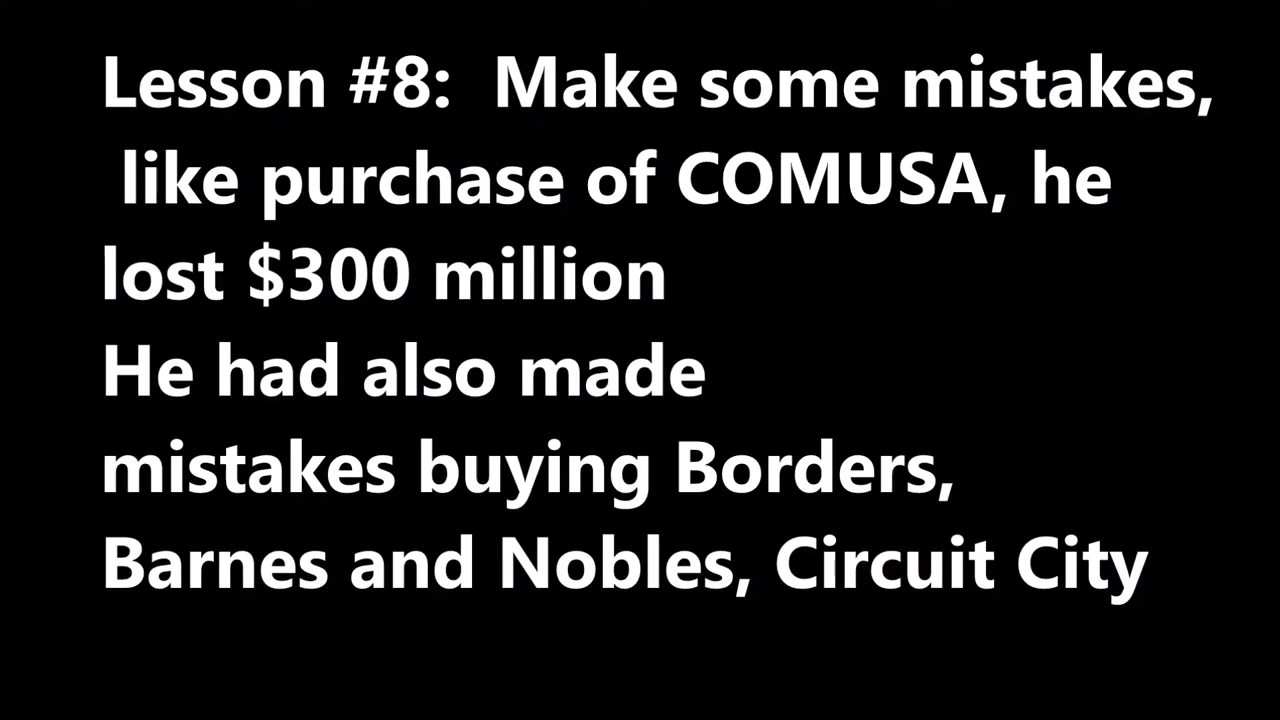 Lesson #8:  Make some mistakes,
like purchase of COMUSA, he
lost $300 million
He had also made
mistakes buying Borders,
Barnes and Nobles, Circuit City